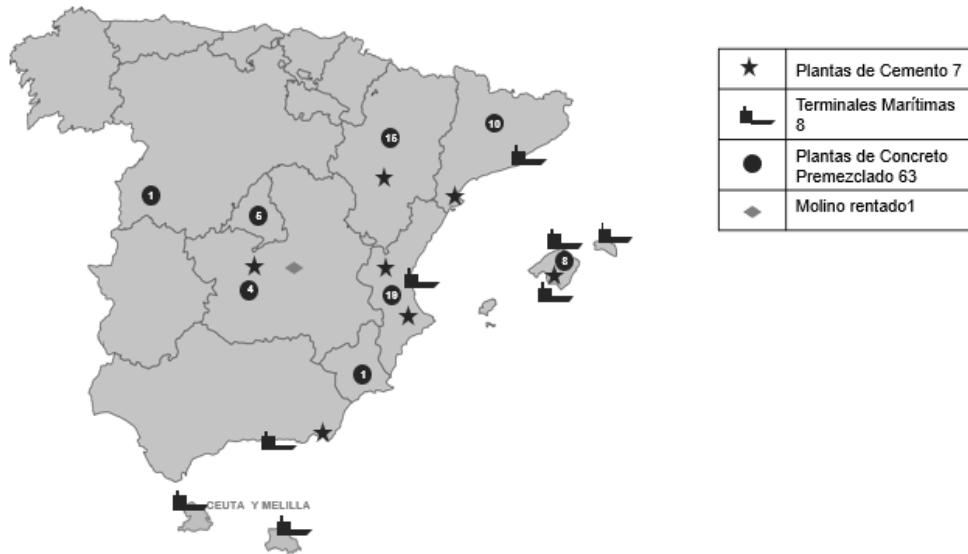 Plantas de Cemento 7
Terminales Marítimas
8
Plantas de Concreto
Premezclado 63
Molino rentado1
10
15
1
5
8
4
19
1
CEUTA Y MELILLA